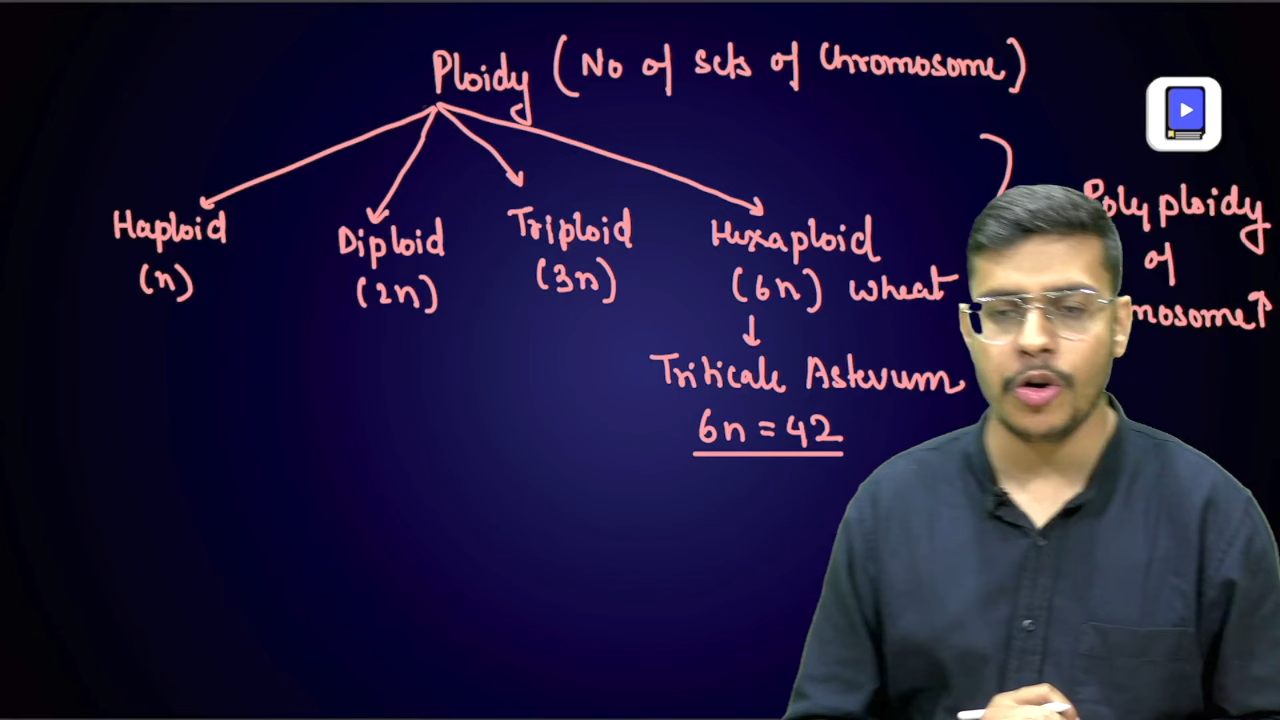 Ploidy (No of sets of Chromosome)
Haploid
(n)
Diploid
(2n)
Triploid
(3n)
Hexaploid
(6n) wheat
Triticale Astevum
6n = 42
Polyploidy
of
mosome↑